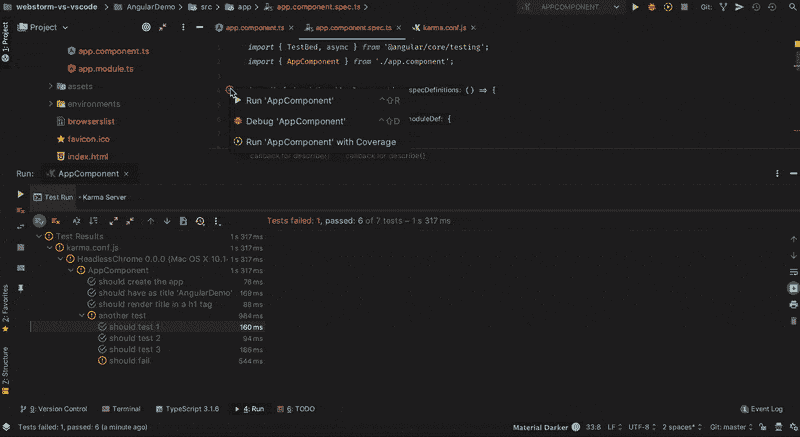 webstorm-vs-vscode AngularDemo src app app.component.spec.ts APPCOMPONENT Git:
Project
app.component.ts app.component.spec.ts karma.conf.js
1: Project
app.component.ts
app.module.ts
assets
environments
browserslist
favicon.ico
index.html
import { TestBed, async } from '@angular/core/testing';
import { AppComponent } from './app.component';
specDefinitions: () => {
moduleDef: {
Run 'AppComponent' ^⇧R
Debug 'AppComponent' ^⇧D
Run 'AppComponent' with Coverage
callback for describe() callback for describe()
Run: AppComponent
Test Run Karma Server
Tests failed: 1, passed: 6 of 7 tests – 1 s 317 ms
Test Results 1 s 317 ms
karma.conf.js 1 s 317 ms
HeadlessChrome 0.0.0 (Mac OS X 10.1 1 s 317 ms
AppComponent 1 s 317 ms
should create the app 76 ms
should have as title 'AngularDemo' 169 ms
should render title in a h1 tag 88 ms
another test 984 ms
should test 1 160 ms
should test 2 94 ms
should test 3 186 ms
should fail 544 ms
2: Favorites
7: Structure
9: Version Control Terminal TypeScript 3.1.6 4: Run 6: TODO Event Log
Tests failed: 1, passed: 6 (a minute ago) Material Darker 33:8 LF UTF-8 2 spaces* Git: master